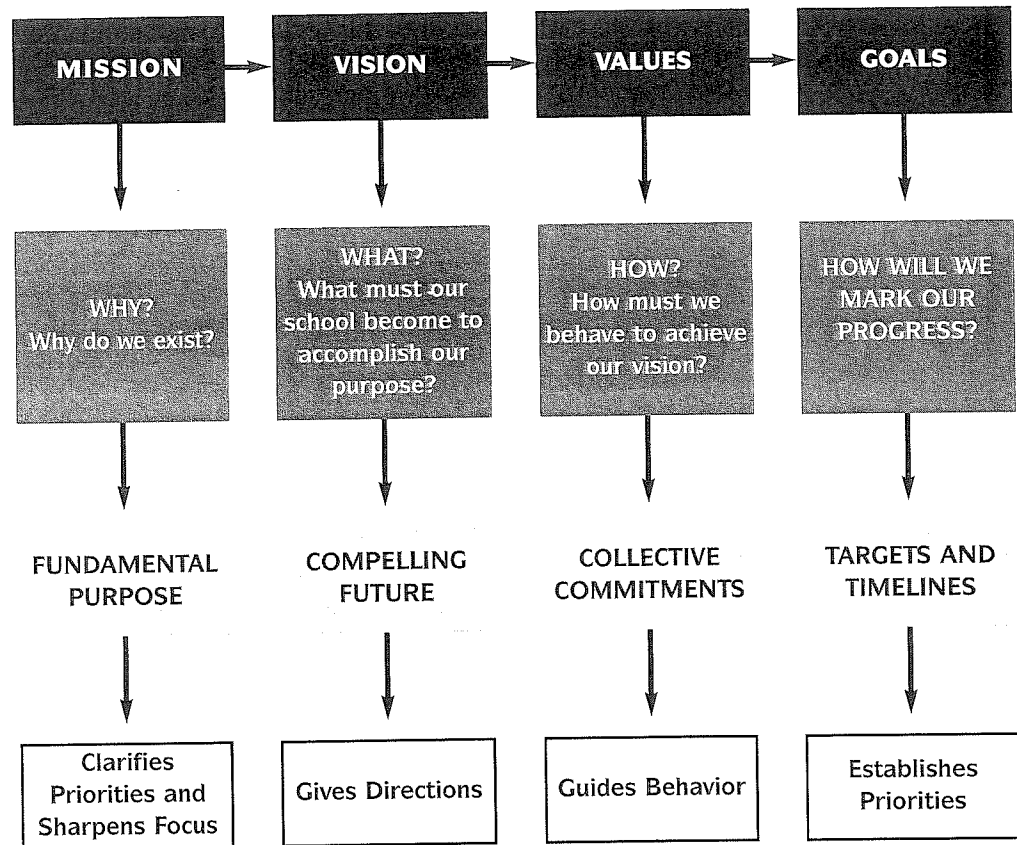 MISSION
VISION
VALUES
GOALS
WHY?
Why do we exist?
WHAT?
What must our
school become to
accomplish our
purpose?
HOW?
How must we
behave to achieve
our vision?
HOW WILL WE
MARK OUR
PROGRESS?
FUNDAMENTAL
PURPOSE
COMPELLING
FUTURE
COLLECTIVE
COMMITMENTS
TARGETS AND
TIMELINES
Clarifies
Priorities and
Sharpens Focus
Gives Directions
Guides Behavior
Establishes
Priorities